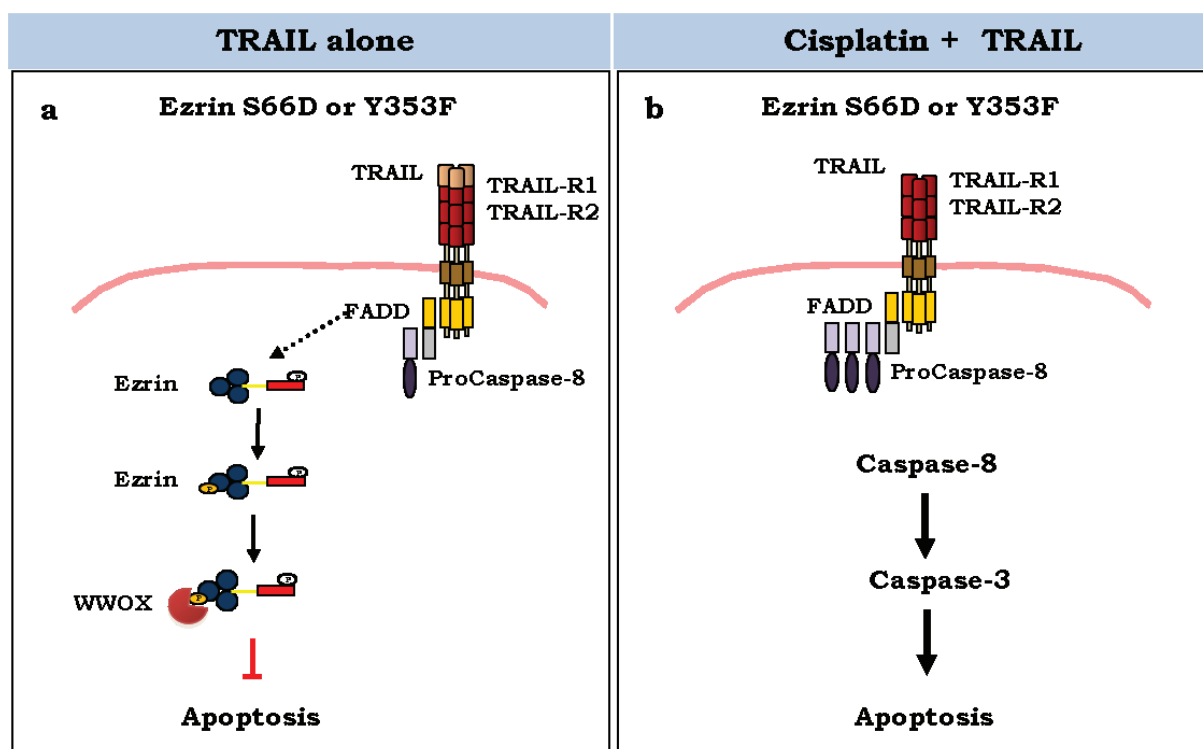 TRAIL alone
a
Ezrin S66D or Y353F
TRAIL
TRAIL-R1
TRAIL-R2
FADD
ProCaspase-8
Ezrin
P
Ezrin
P
P
WWOX
P
P
Apoptosis
Cisplatin + TRAIL
b
Ezrin S66D or Y353F
TRAIL
TRAIL-R1
TRAIL-R2
FADD
ProCaspase-8
Caspase-8
Caspase-3
Apoptosis